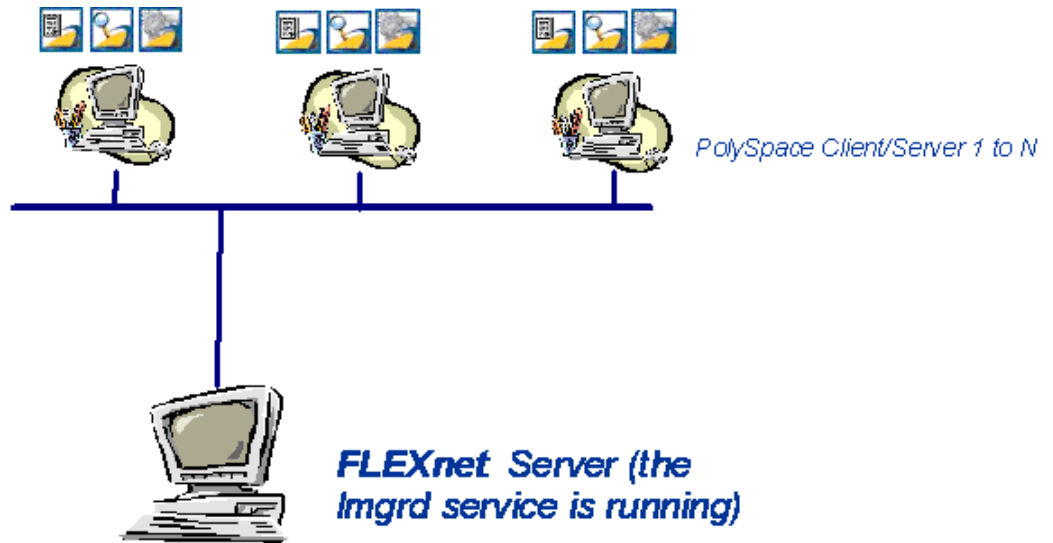 PolySpace Client/Server 1 to N
FLEXnet Server (the
lmgrd service is running)